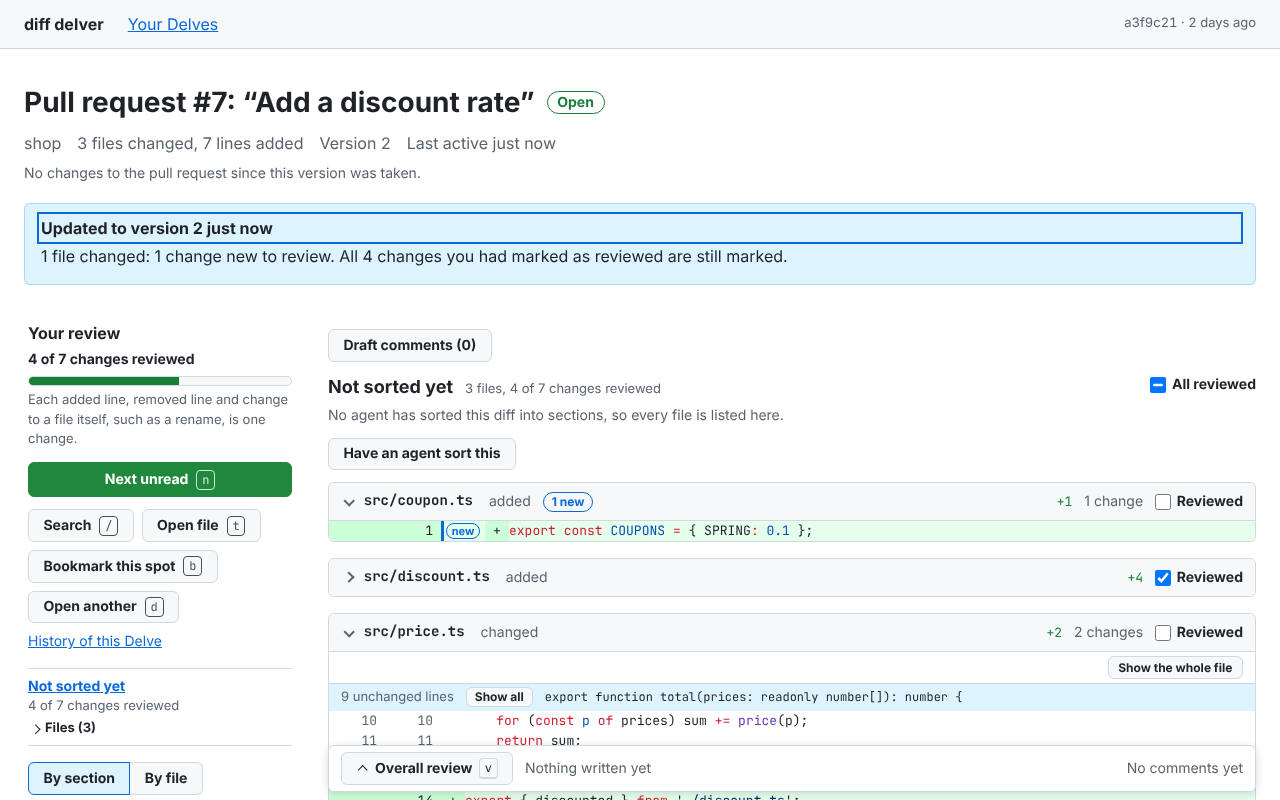 diff delver Your Delves a3f9c21 · 2 days ago
Pull request #7: “Add a discount rate” Open
shop 3 files changed, 7 lines added Version 2 Last active just now
No changes to the pull request since this version was taken.
Updated to version 2 just now
1 file changed: 1 change new to review. All 4 changes you had marked as reviewed are still marked.
Your review
4 of 7 changes reviewed
Each added line, removed line and change
to a file itself, such as a rename, is one
change.
Next unread n
Search / Open file t
Bookmark this spot b
Open another d
History of this Delve
Not sorted yet
4 of 7 changes reviewed
Files (3)
By section By file
Draft comments (0)
Not sorted yet 3 files, 4 of 7 changes reviewed All reviewed
No agent has sorted this diff into sections, so every file is listed here.
Have an agent sort this
src/coupon.ts added 1 new +1 1 change Reviewed
1 new + export const COUPONS = { SPRING: 0.1 };
src/discount.ts added +4 Reviewed
src/price.ts changed +2 2 changes Reviewed
Show the whole file
9 unchanged lines Show all export function total(prices: readonly number[]): number {
10 10 for (const p of prices) sum += price(p);
11 11 return sum;
Overall review v Nothing written yet No comments yet
14 + export { discounted } from './discount.ts';